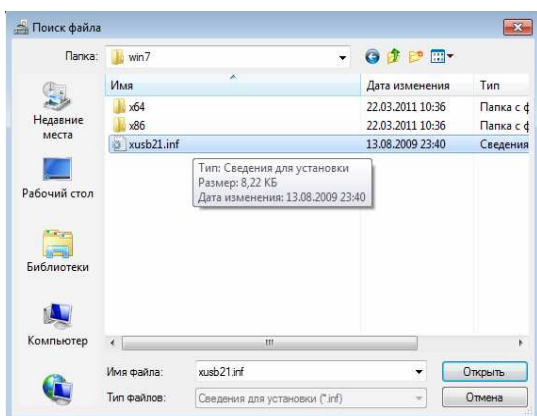 Поиск файла
Папка: win7
Имя Дата изменения Тип
x64 22.03.2011 10:36 Папка с ф
x86 22.03.2011 10:36 Папка с ф
xusb21.inf 13.08.2009 23:40 Сведения
Тип: Сведения для установки
Размер: 8,22 КБ
Дата изменения: 13.08.2009 23:40
Недавние
места
Рабочий стол
Библиотеки
Компьютер
Имя файла: xusb21.inf Открыть
Тип файлов: Сведения для установки (*.inf) Отмена